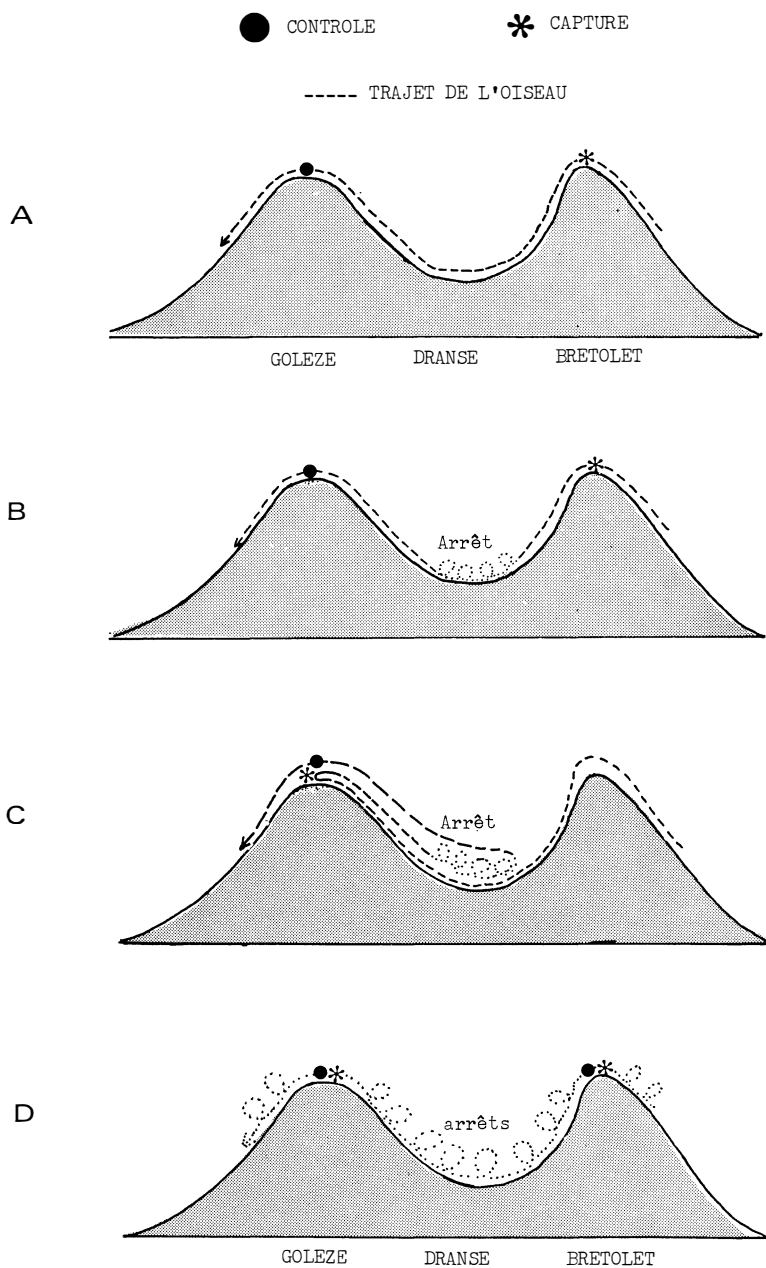 CONTROLE CAPTURE
TRAJET DE L'OISEAU
A
GOLEZE DRANSE BRETOLET
B
Arrêt
C
Arrêt
D
arrêts
GOLEZE DRANSE BRETOLET